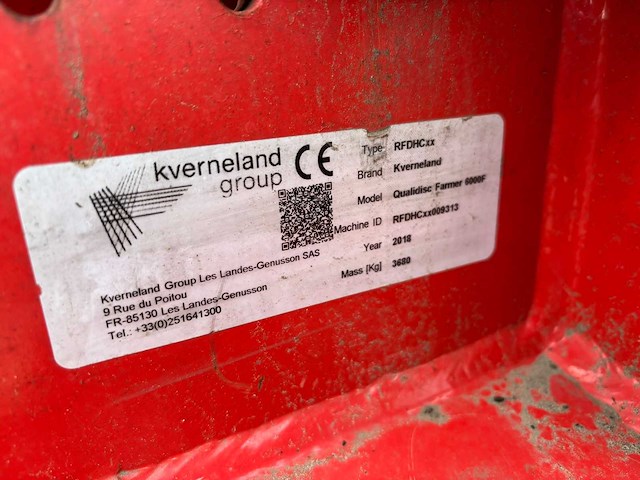 kverneland
group
CE
Kverneland Group Les Landes-Genusson SAS
9 Rue du Poitou
FR-85130 Les Landes-Genusson
Tel.: +33(0)251641300
Type RFDHCxx
Brand Kverneland
Model Qualidisc Farmer 6000F
Machine ID RFDHCxx009313
Year 2018
Mass [Kg] 3680